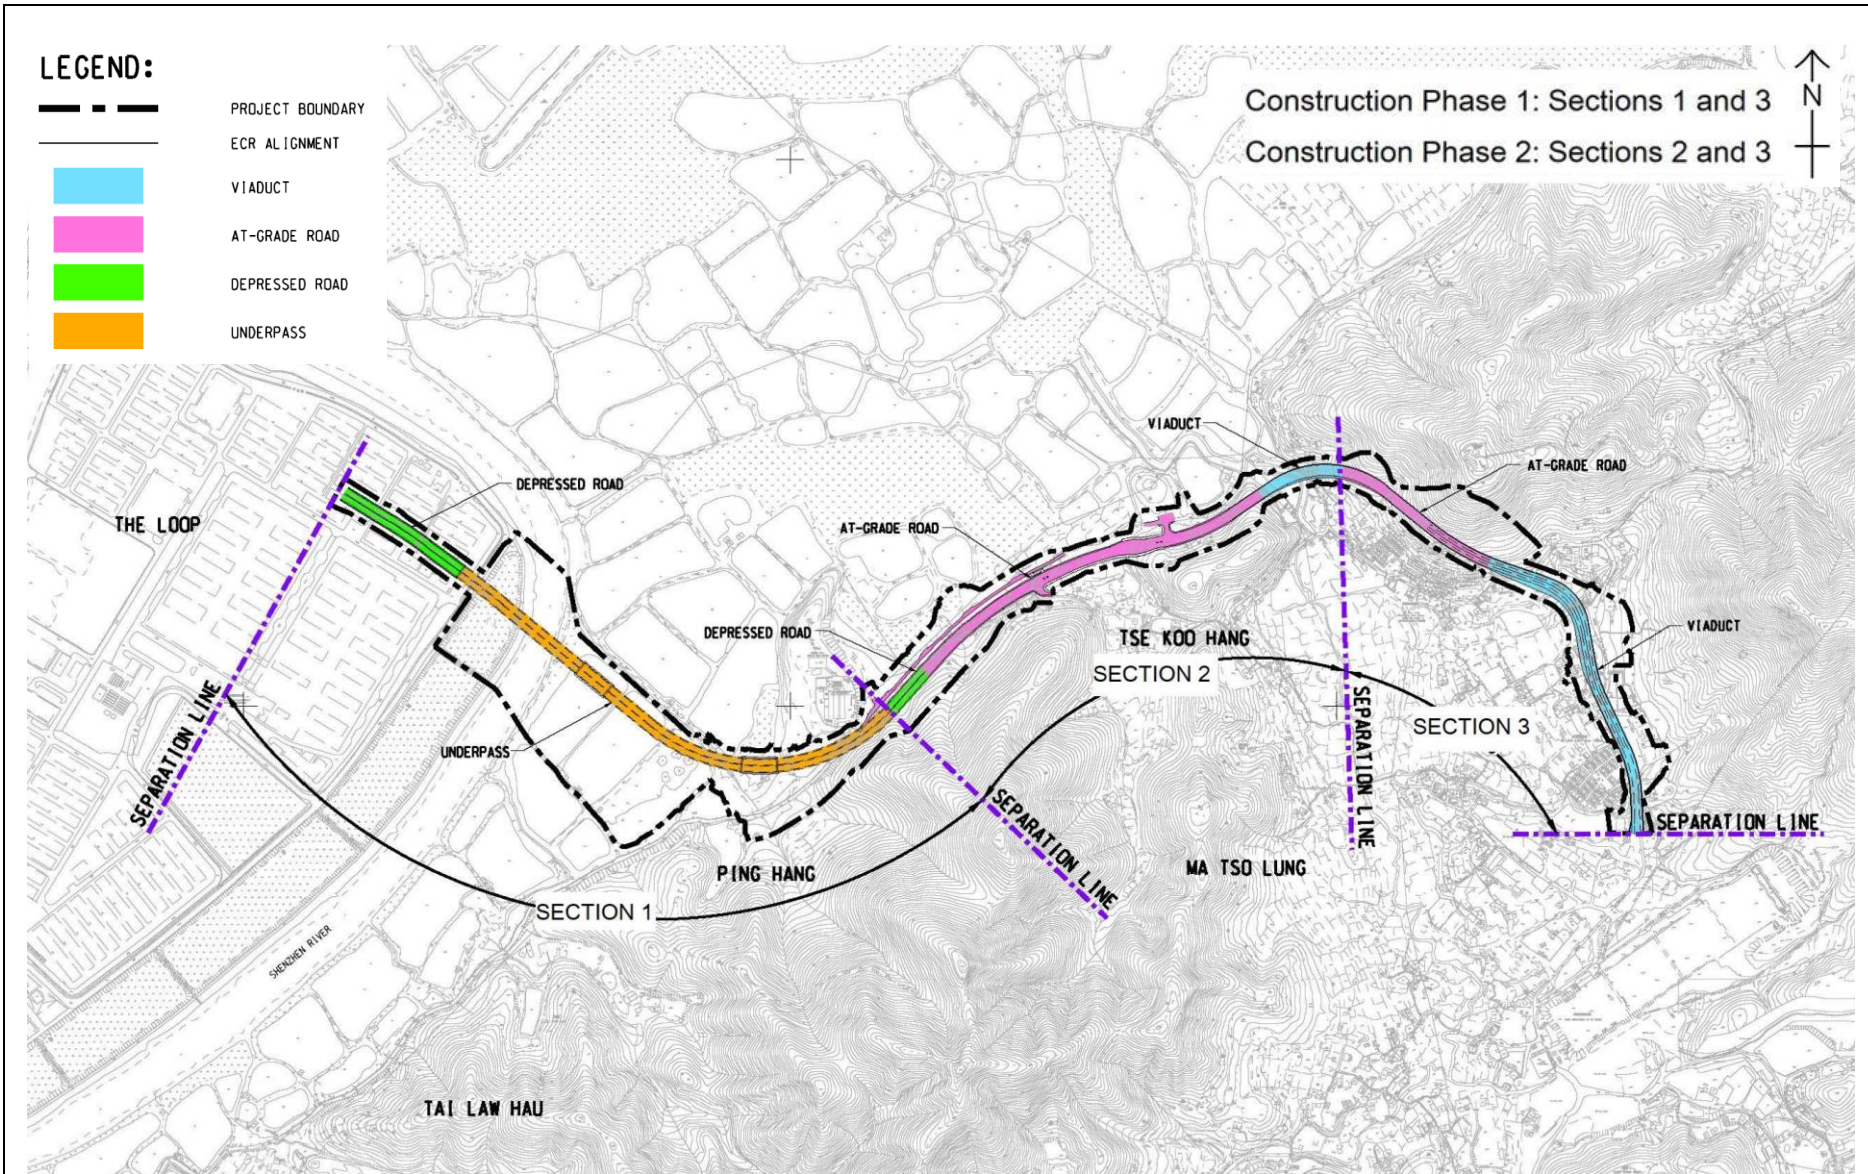 LEGEND:
PROJECT BOUNDARY
ECR ALIGNMENT
VIADUCT
AT-GRADE ROAD
DEPRESSED ROAD
UNDERPASS
Construction Phase 1: Sections 1 and 3
Construction Phase 2: Sections 2 and 3
N
VIADUCT
AT-GRADE ROAD
DEPRESSED ROAD
THE LOOP
AT-GRADE ROAD
DEPRESSED ROAD
TSE KOO HANG
VIADUCT
SECTION 2
SEPARATION LINE
SECTION 3
UNDERPASS
SEPARATION LINE
SEPARATION LINE
SEPARATION LINE
PING HANG
MA TSO LUNG
SECTION 1
SHENZHEN RIVER
TAI LAW HAU